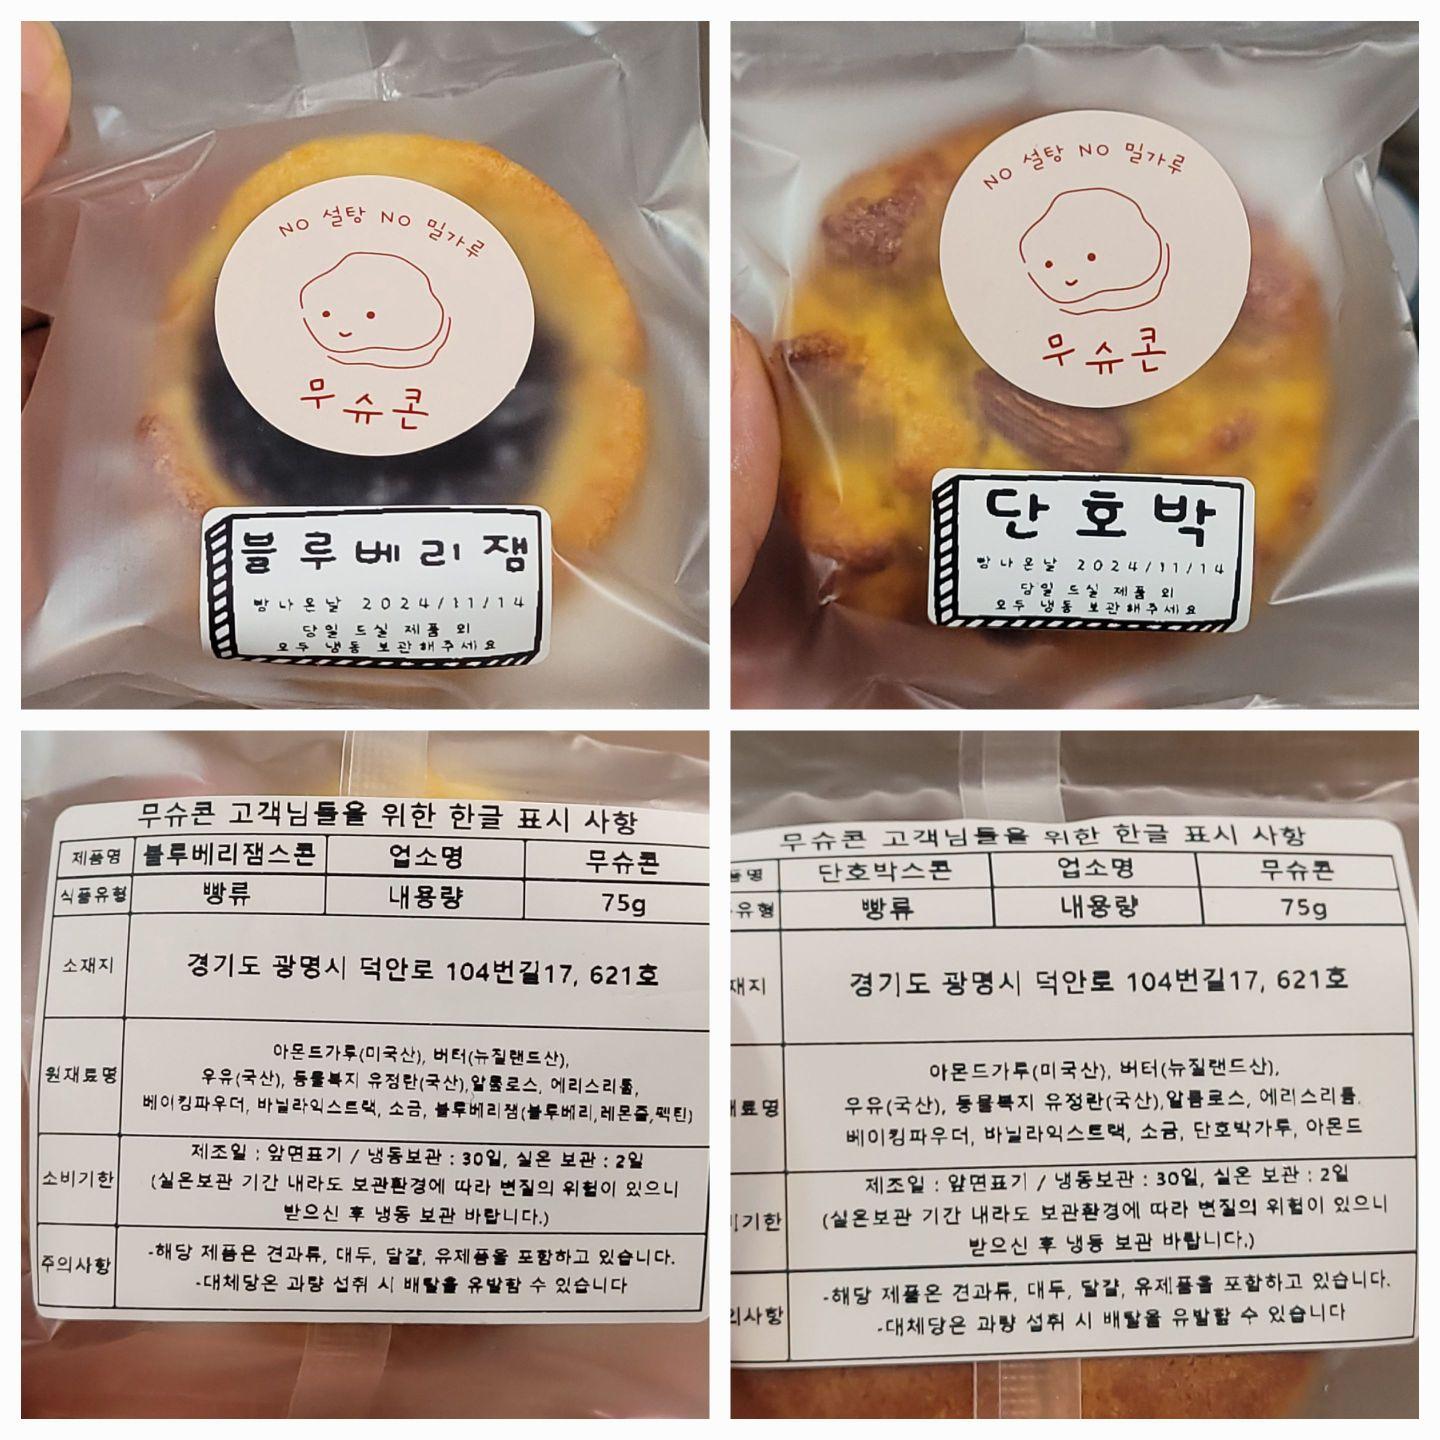 NO 설탕 NO 밀가루
무슈콘
블루베리잼
빵나온날 2024/11/14
당일 드실 제품 외
모두 냉동 보관해주세요
NO 설탕 NO 밀가루
무슈콘
단호박
빵나온날 2024/11/14
당일 드실 제품 외
모두 냉동 보관해주세요
무슈콘 고객님들을 위한 한글 표시 사항
제품명 블루베리잼스콘 업소명 무슈콘
식품유형 빵류 내용량 75g
소재지 경기도 광명시 덕안로 104번길17, 621호
아몬드가루(미국산), 버터(뉴질랜드산),
원재료명 우유(국산), 동물복지 유정란(국산),알룰로스, 에리스리톨,
베이킹파우더, 바닐라익스트랙, 소금, 블루베리잼(블루베리,레몬즙,펙틴)
제조일 : 앞면표기 / 냉동보관 : 30일, 실온 보관 : 2일
소비기한 (실온보관 기간 내라도 보관환경에 따라 변질의 위험이 있으니
받으신 후 냉동 보관 바랍니다.)
주의사항 -해당 제품은 견과류, 대두, 달걀, 유제품을 포함하고 있습니다.
-대체당은 과량 섭취 시 배탈을 유발할 수 있습니다
무슈콘 고객님들을 위한 한글 표시 사항
품명 단호박스콘 업소명 무슈콘
유형 빵류 내용량 75g
재지 경기도 광명시 덕안로 104번길17, 621호
아몬드가루(미국산), 버터(뉴질랜드산),
재료명 우유(국산), 동물복지 유정란(국산),알룰로스, 에리스리톨,
베이킹파우더, 바닐라익스트랙, 소금, 단호박가루, 아몬드
제조일 : 앞면표기 / 냉동보관 : 30일, 실온 보관 : 2일
비기한 (실온보관 기간 내라도 보관환경에 따라 변질의 위험이 있으니
받으신 후 냉동 보관 바랍니다.)
의사항 -해당 제품은 견과류, 대두, 달걀, 유제품을 포함하고 있습니다.
-대체당은 과량 섭취 시 배탈을 유발할 수 있습니다